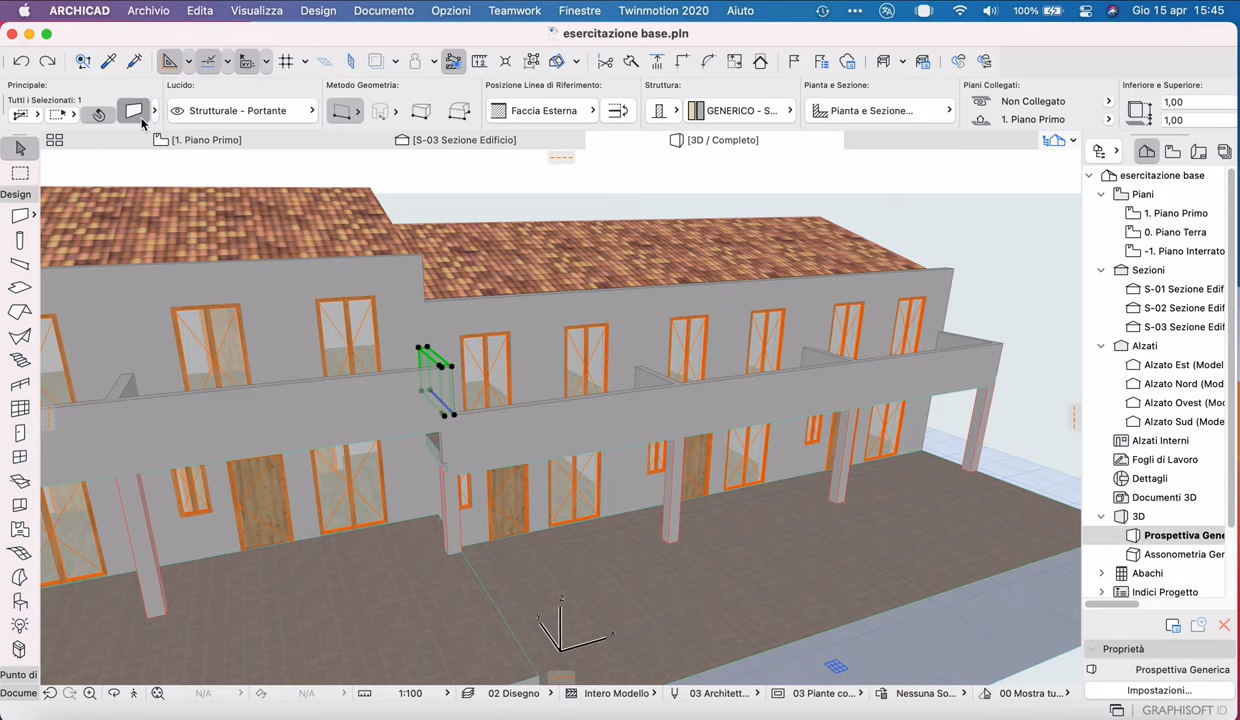 ARCHICAD Archivio Edita Visualizza Design Documento Opzioni Teamwork Finestre Twinmotion 2020 Aiuto 100% Gio 15 apr 15:45
esercitazione base.pln
Principale: Lucido: Metodo Geometria: Posizione Linea di Riferimento: Struttura: Pianta e Sezione: Piani Collegati: Inferiore e Superiore:
Tutti i Selezionati: 1
Strutturale - Portante Faccia Esterna GENERICO - S... Pianta e Sezione... Non Collegato 1,00
1. Piano Primo 1,00
[1. Piano Primo] [S-03 Sezione Edificio] [3D / Completo]
Design
esercitazione base
Piani
1. Piano Primo
0. Piano Terra
-1. Piano Interrato
Sezioni
S-01 Sezione Edif
S-02 Sezione Edif
S-03 Sezione Edif
Alzati
Alzato Est (Model
Alzato Nord (Mod
Alzato Ovest (Mo
Alzato Sud (Mode
Alzati Interni
Fogli di Lavoro
Dettagli
Documenti 3D
3D
Prospettiva Gene
Assonometria Ger
Abachi
Indici Progetto
z
y x
Punto di
Docume
Proprietà
Prospettiva Generica
Impostazioni...
N/A N/A 1:100 02 Disegno Intero Modello 03 Architett... 03 Piante co... Nessuna So... 00 Mostra tu...
GRAPHISOFT ID